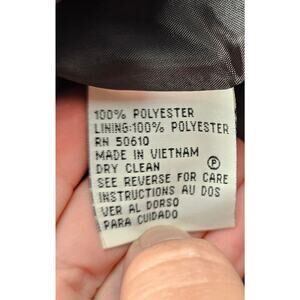 100% POLYESTER
LINING:100% POLYESTER
RN 50610
MADE IN VIETNAM
DRY CLEAN Ⓟ
SEE REVERSE FOR CARE
INSTRUCTIONS AU DOS
VER AL DORSO
PARA CUIDADO